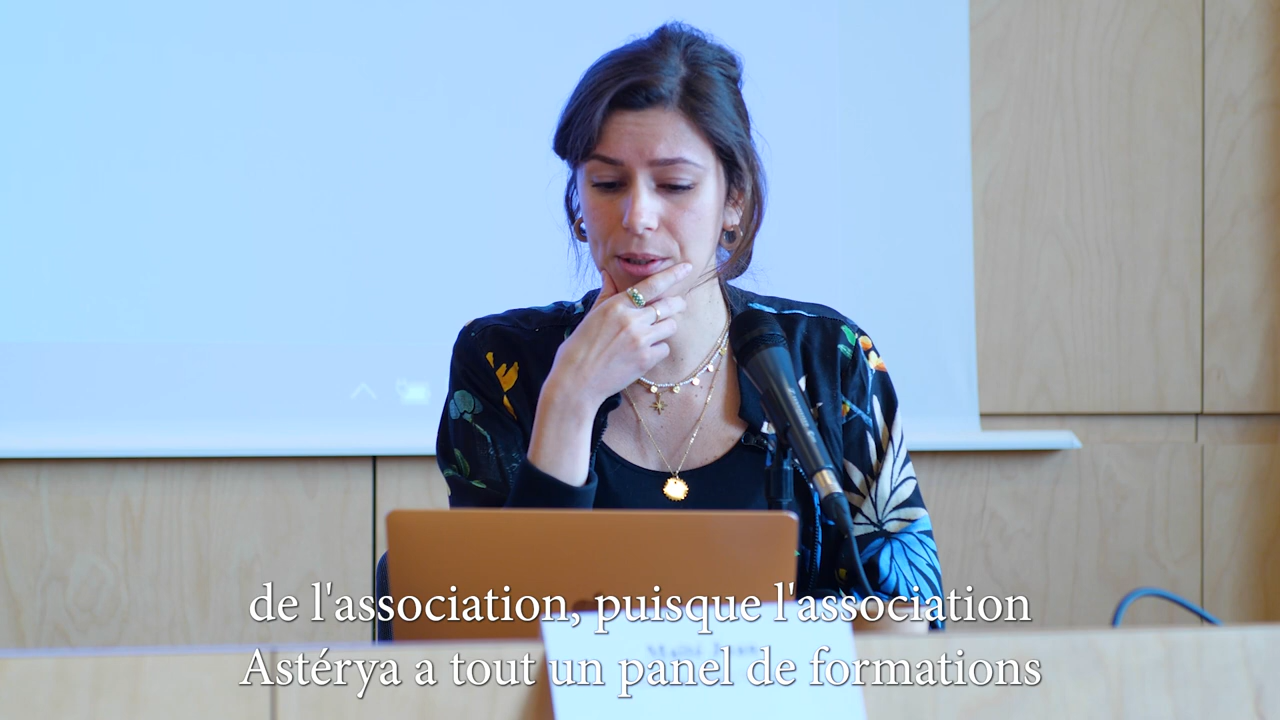 de l'association, puisque l'association
Astérya a tout un panel de formations